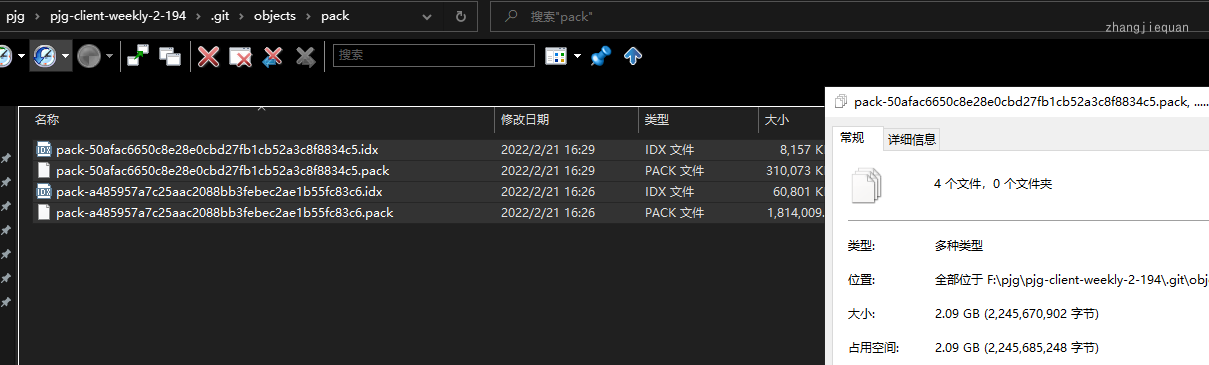 pjg › pjg-client-weekly-2-194 › .git › objects › pack
搜索"pack"
zhangjiequan
搜索
名称 修改日期 类型 大小
pack-50afac6650c8e28e0cbd27fb1cb52a3c8f8834c5.idx 2022/2/21 16:29 IDX 文件 8,157 K
pack-50afac6650c8e28e0cbd27fb1cb52a3c8f8834c5.pack 2022/2/21 16:29 PACK 文件 310,073 K
pack-a485957a7c25aac2088bb3febec2ae1b55fc83c6.idx 2022/2/21 16:26 IDX 文件 60,801 K
pack-a485957a7c25aac2088bb3febec2ae1b55fc83c6.pack 2022/2/21 16:26 PACK 文件 1,814,009.
pack-50afac6650c8e28e0cbd27fb1cb52a3c8f8834c5.pack, .....
常规 详细信息
4 个文件，0 个文件夹
类型: 多种类型
位置: 全部位于 F:\pjg\pjg-client-weekly-2-194\.git\obj
大小: 2.09 GB (2,245,670,902 字节)
占用空间: 2.09 GB (2,245,685,248 字节)